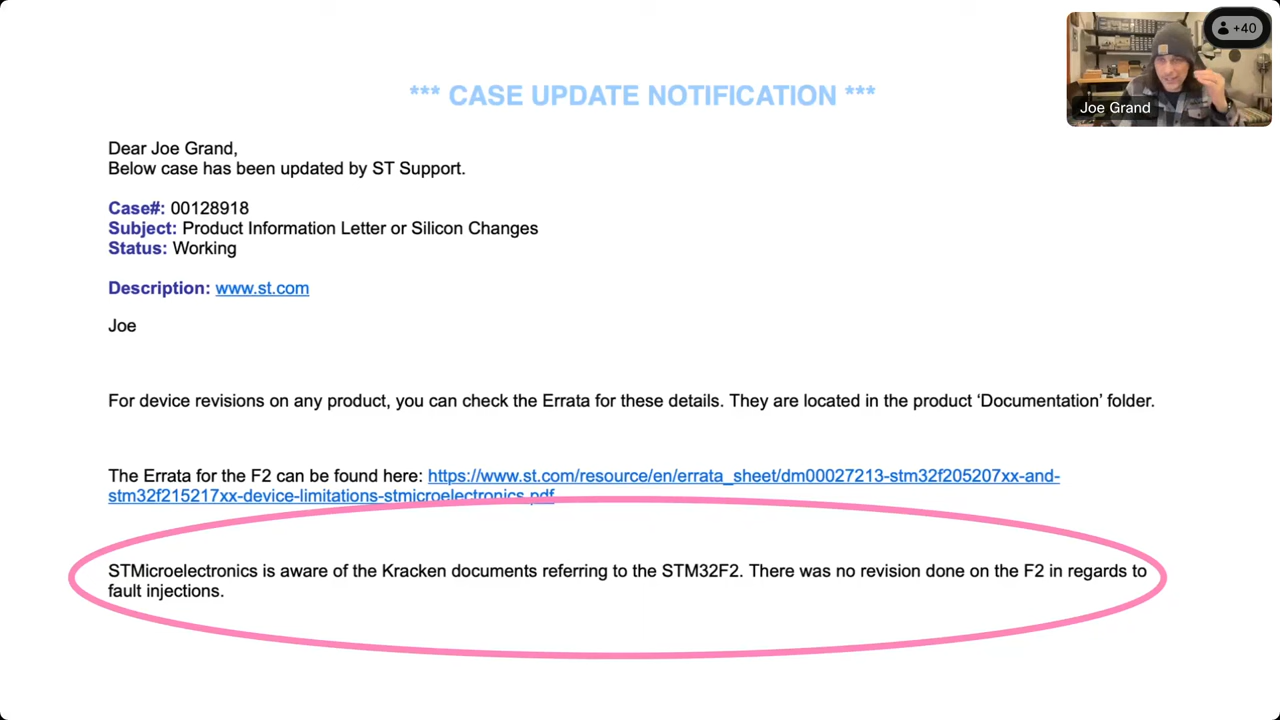 +40
Joe Grand
*** CASE UPDATE NOTIFICATION ***
Dear Joe Grand,
Below case has been updated by ST Support.
Case#: 00128918
Subject: Product Information Letter or Silicon Changes
Status: Working
Description: www.st.com
Joe
For device revisions on any product, you can check the Errata for these details. They are located in the product ‘Documentation’ folder.
The Errata for the F2 can be found here: https://www.st.com/resource/en/errata_sheet/dm00027213-stm32f205207xx-and-
stm32f215217xx-device-limitations-stmicroelectronics.pdf
STMicroelectronics is aware of the Kracken documents referring to the STM32F2. There was no revision done on the F2 in regards to
fault injections.